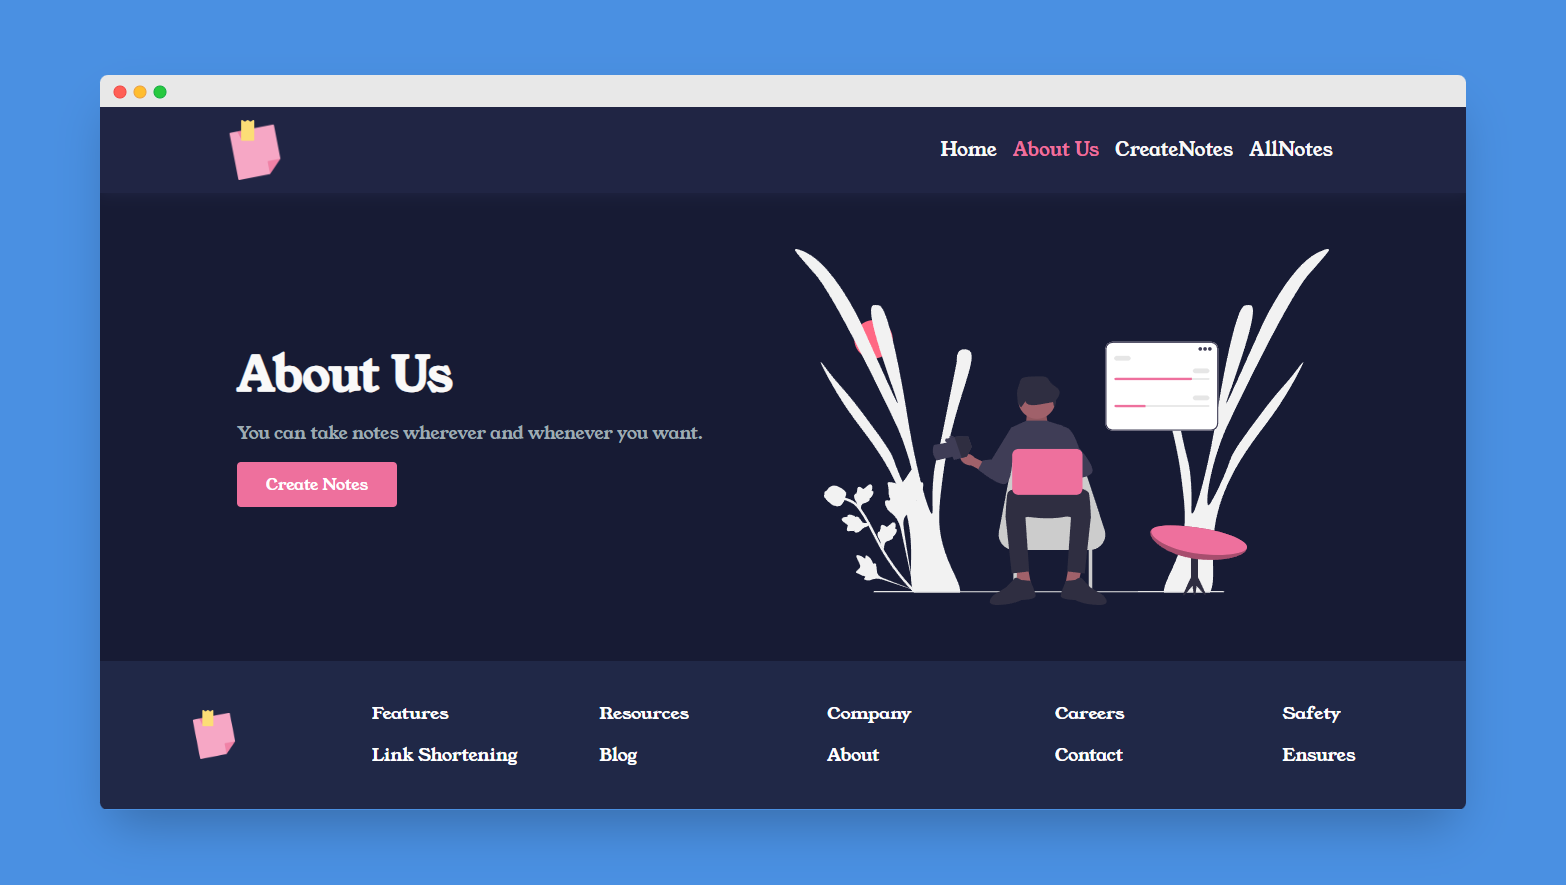 Home About Us CreateNotes AllNotes
About Us
You can take notes wherever and whenever you want.
Create Notes
Features Resources Company Careers Safety
Link Shortening Blog About Contact Ensures